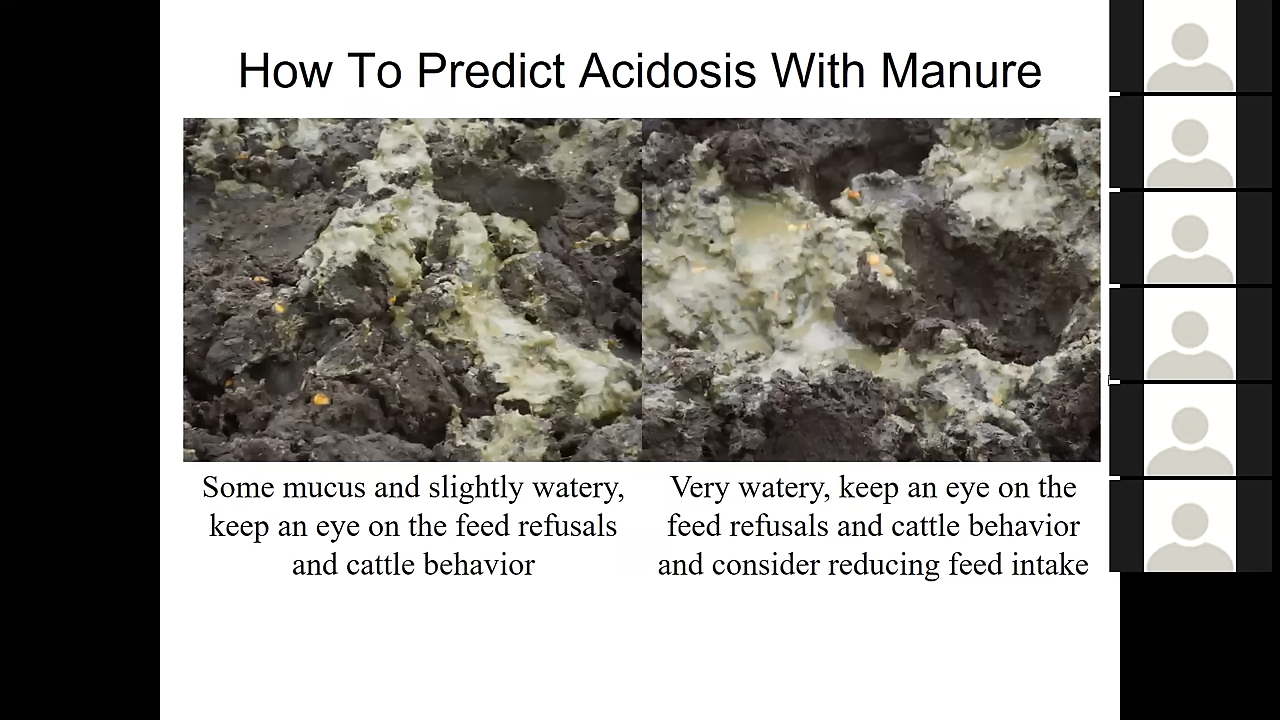 How To Predict Acidosis With Manure
Some mucus and slightly watery,
keep an eye on the feed refusals
and cattle behavior
Very watery, keep an eye on the
feed refusals and cattle behavior
and consider reducing feed intake